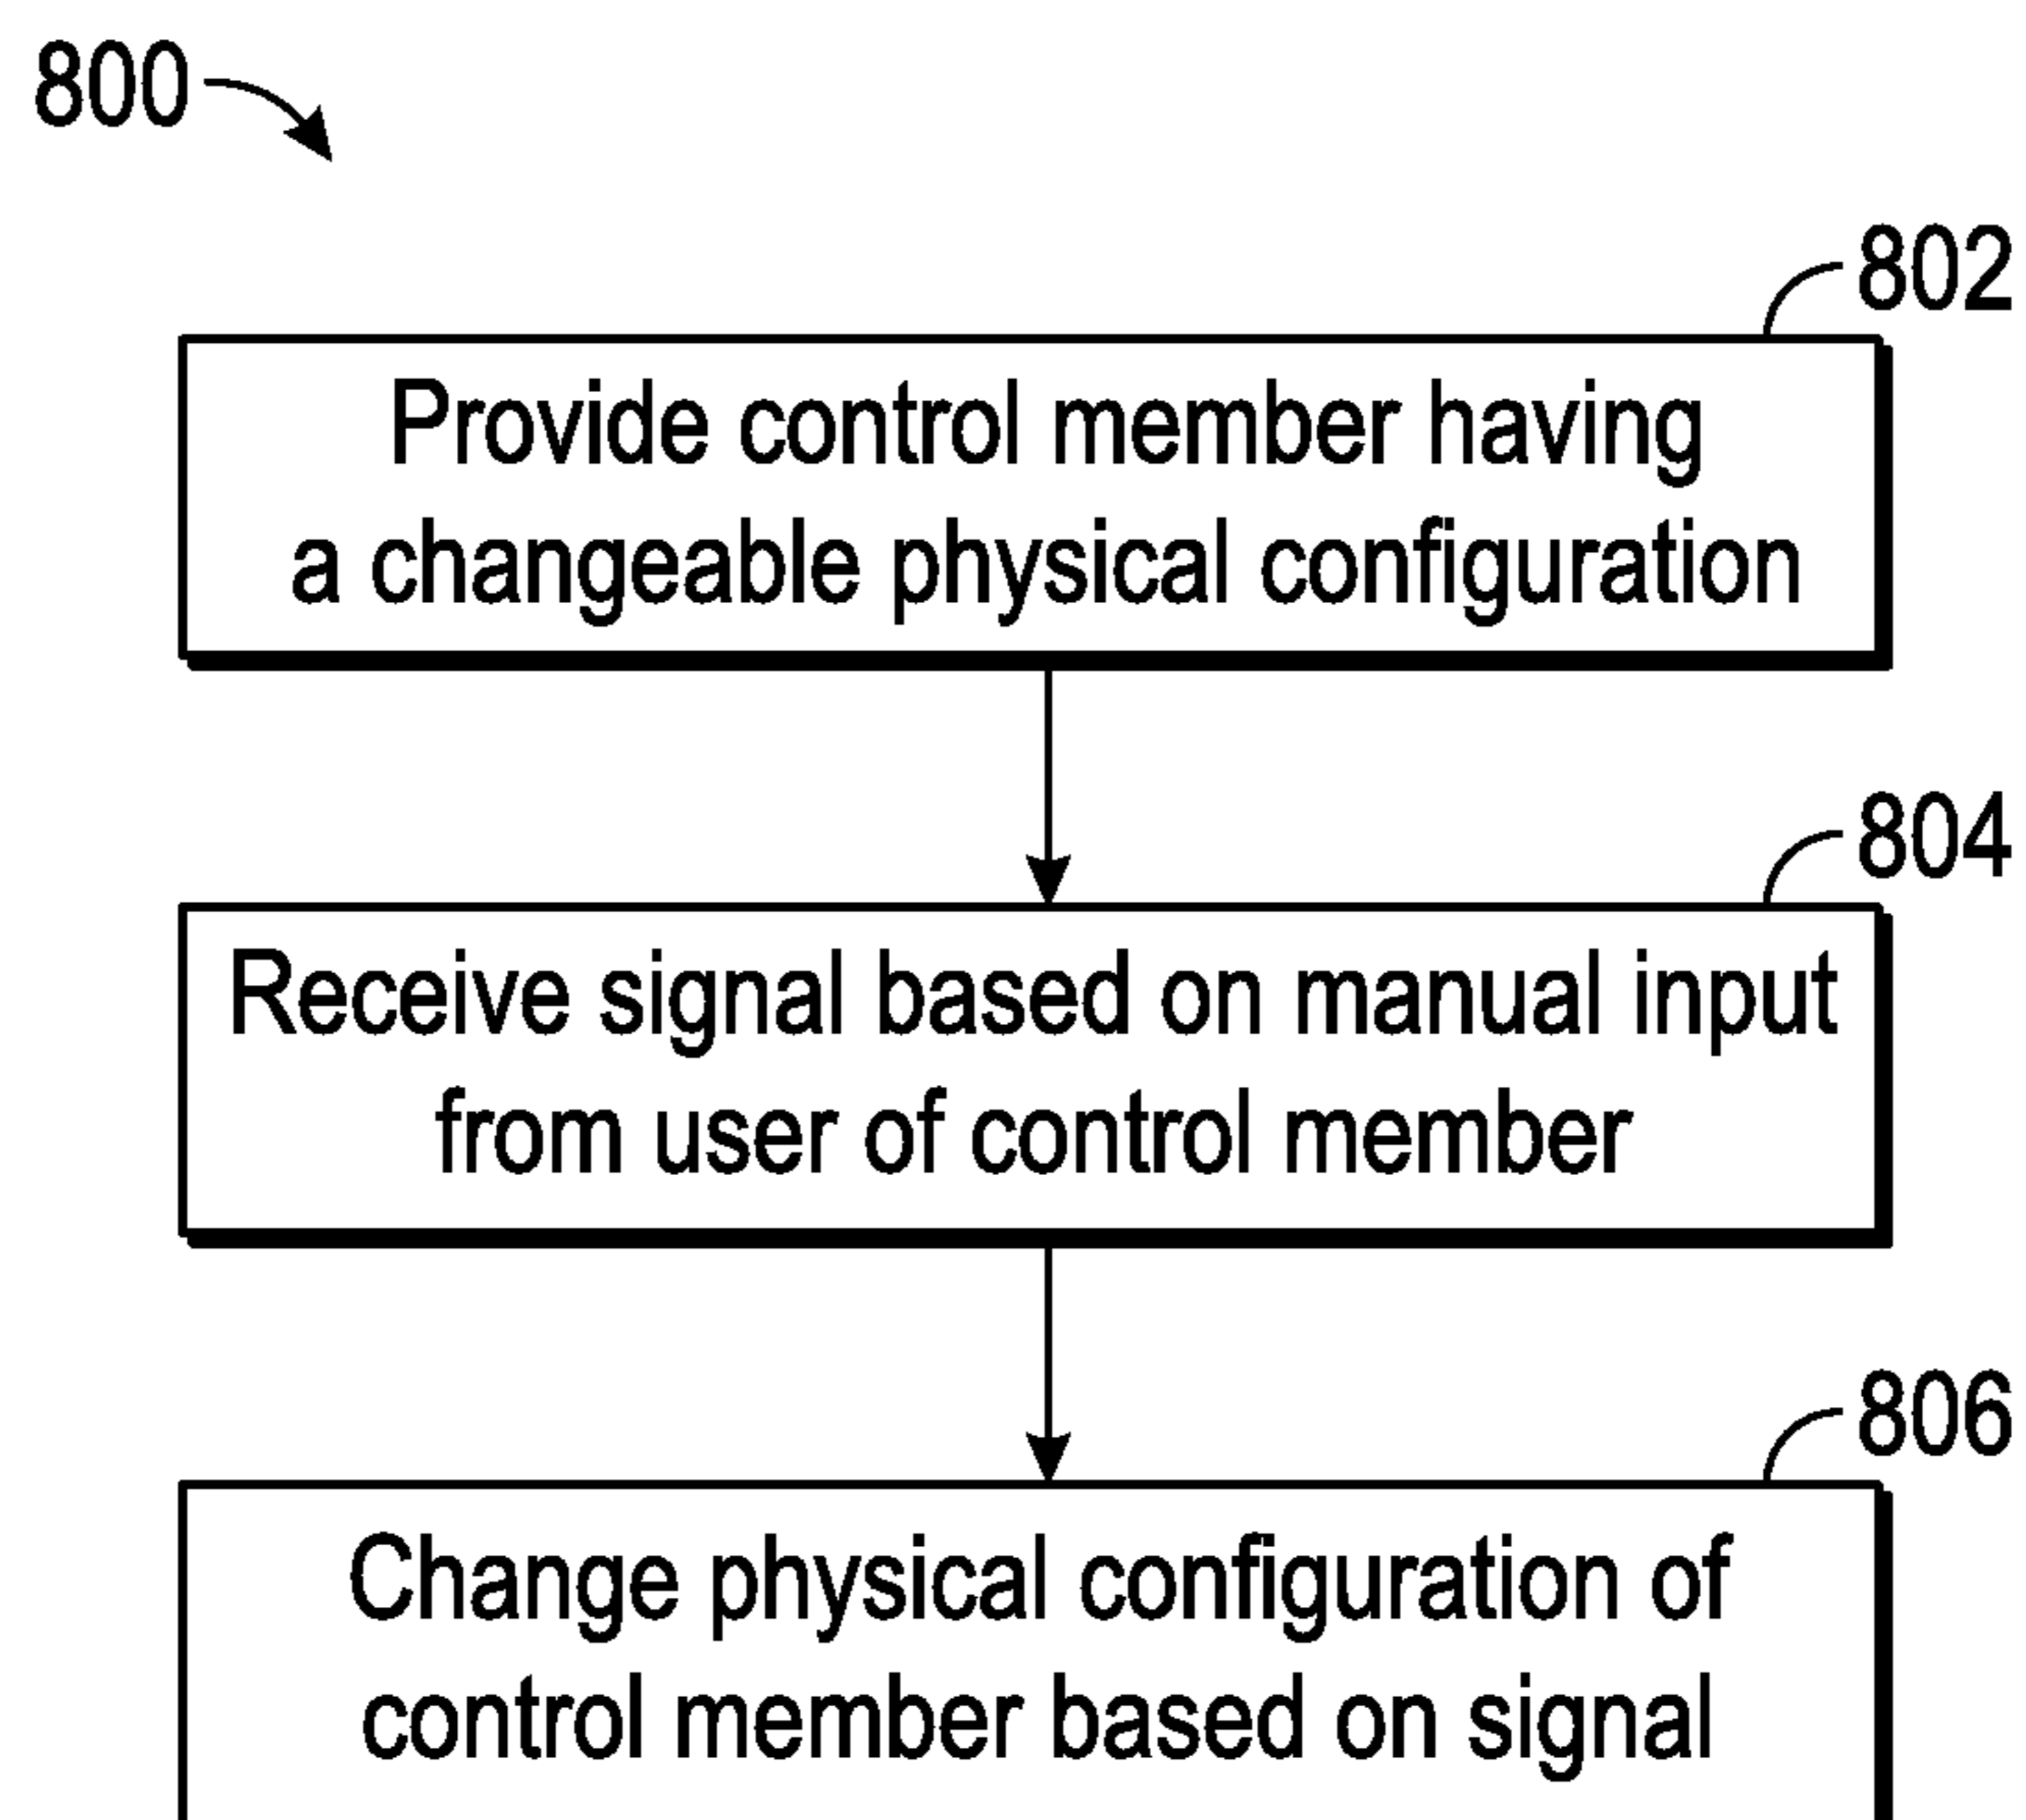 800
802
Provide control member having
a changeable physical configuration
804
Receive signal based on manual input
from user of control member
806
Change physical configuration of
control member based on signal